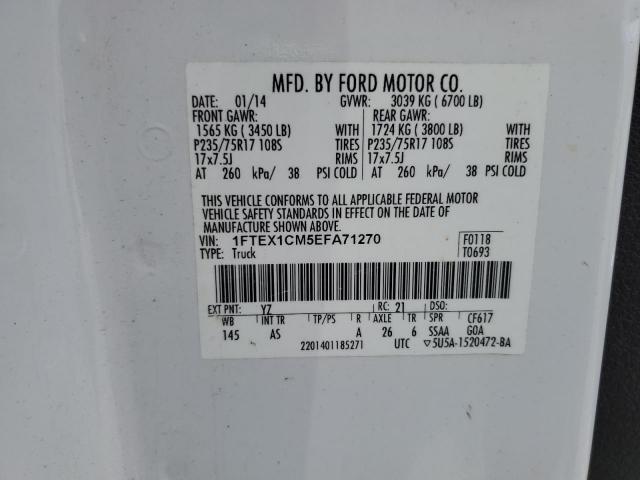 MFD. BY FORD MOTOR CO.
DATE: 01/14 GVWR: 3039 KG ( 6700 LB)
FRONT GAWR: REAR GAWR:
1565 KG ( 3450 LB) WITH 1724 KG ( 3800 LB) WITH
P235/75R17 108S TIRES P235/75R17 108S TIRES
17x7.5J RIMS 17x7.5J RIMS
AT 260 kPa/ 38 PSI COLD AT 260 kPa/ 38 PSI COLD
THIS VEHICLE CONFORMS TO ALL APPLICABLE FEDERAL MOTOR
VEHICLE SAFETY STANDARDS IN EFFECT ON THE DATE OF MANUFACTURE
SHOWN ABOVE.
VIN: 1FTEX1CM5EFA71270 F0118
TYPE: Truck T0693
EXT PNT: YZ RC: 21 DSO:
WB INT TR TP/PS R AXLE TR SPR CF617
145 AS A 26 6 SSAA GOA
2201401185271 UTC ▽5U5A-1520472-BA